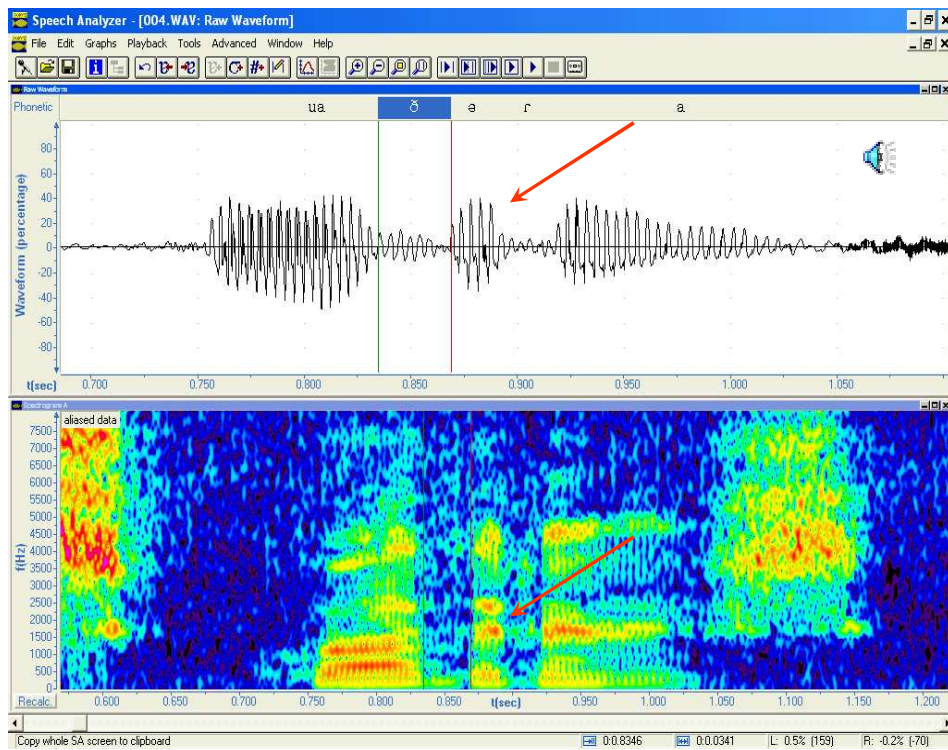 Speech Analyzer - [004.WAV: Raw Waveform]
File Edit Graphs Playback Tools Advanced Window Help
Raw Waveform
Phonetic ua ð ə ɾ a
Waveform (percentage)
80
60
40
20
0
-20
-40
-60
-80
t(sec) 0.700 0.750 0.800 0.850 0.900 0.950 1.000 1.050
Spectrogram A
aliased data
f(Hz)
7500
7000
6500
6000
5500
5000
4500
4000
3500
3000
2500
2000
1500
1000
500
0
Recalc. 0.600 0.650 0.700 0.750 0.800 0.850 t(sec) 0.950 1.000 1.050 1.100 1.150 1.200
Copy whole SA screen to clipboard 0:0.8346 0:0.0341 L: 0.5% (159) R: -0.2% (-70)